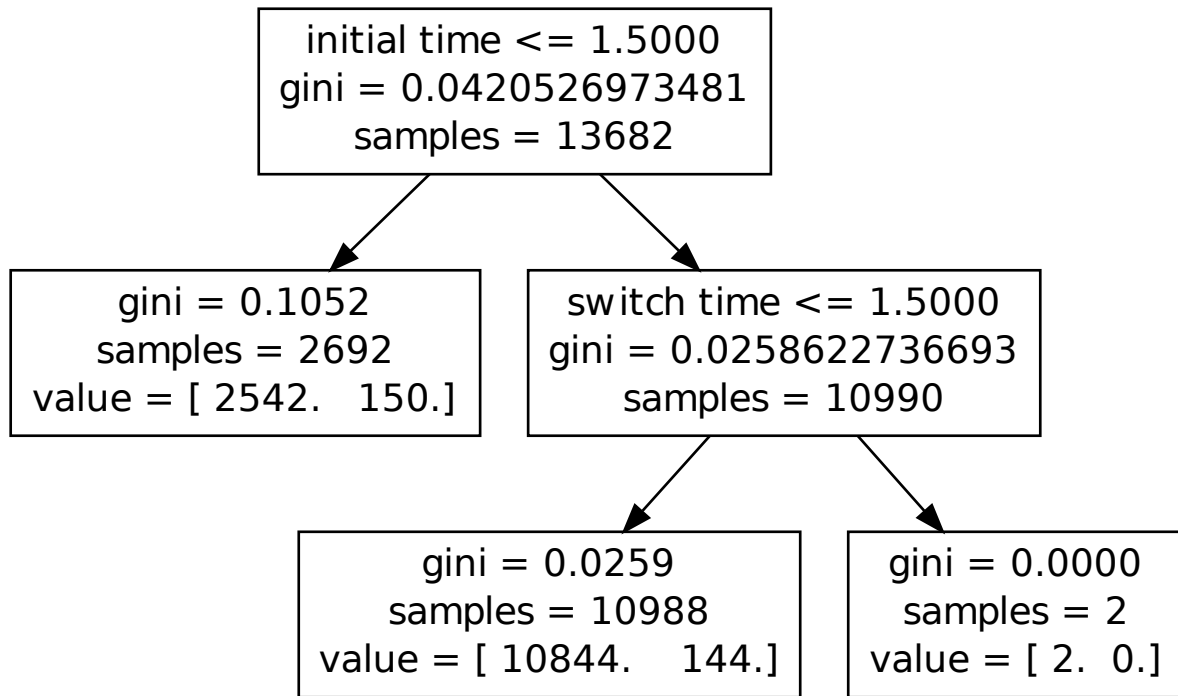 initial time <= 1.5000
gini = 0.0420526973481
samples = 13682
gini = 0.1052
samples = 2692
value = [ 2542.   150.]
switch time <= 1.5000
gini = 0.0258622736693
samples = 10990
gini = 0.0259
samples = 10988
value = [ 10844.    144.]
gini = 0.0000
samples = 2
value = [ 2.  0.]